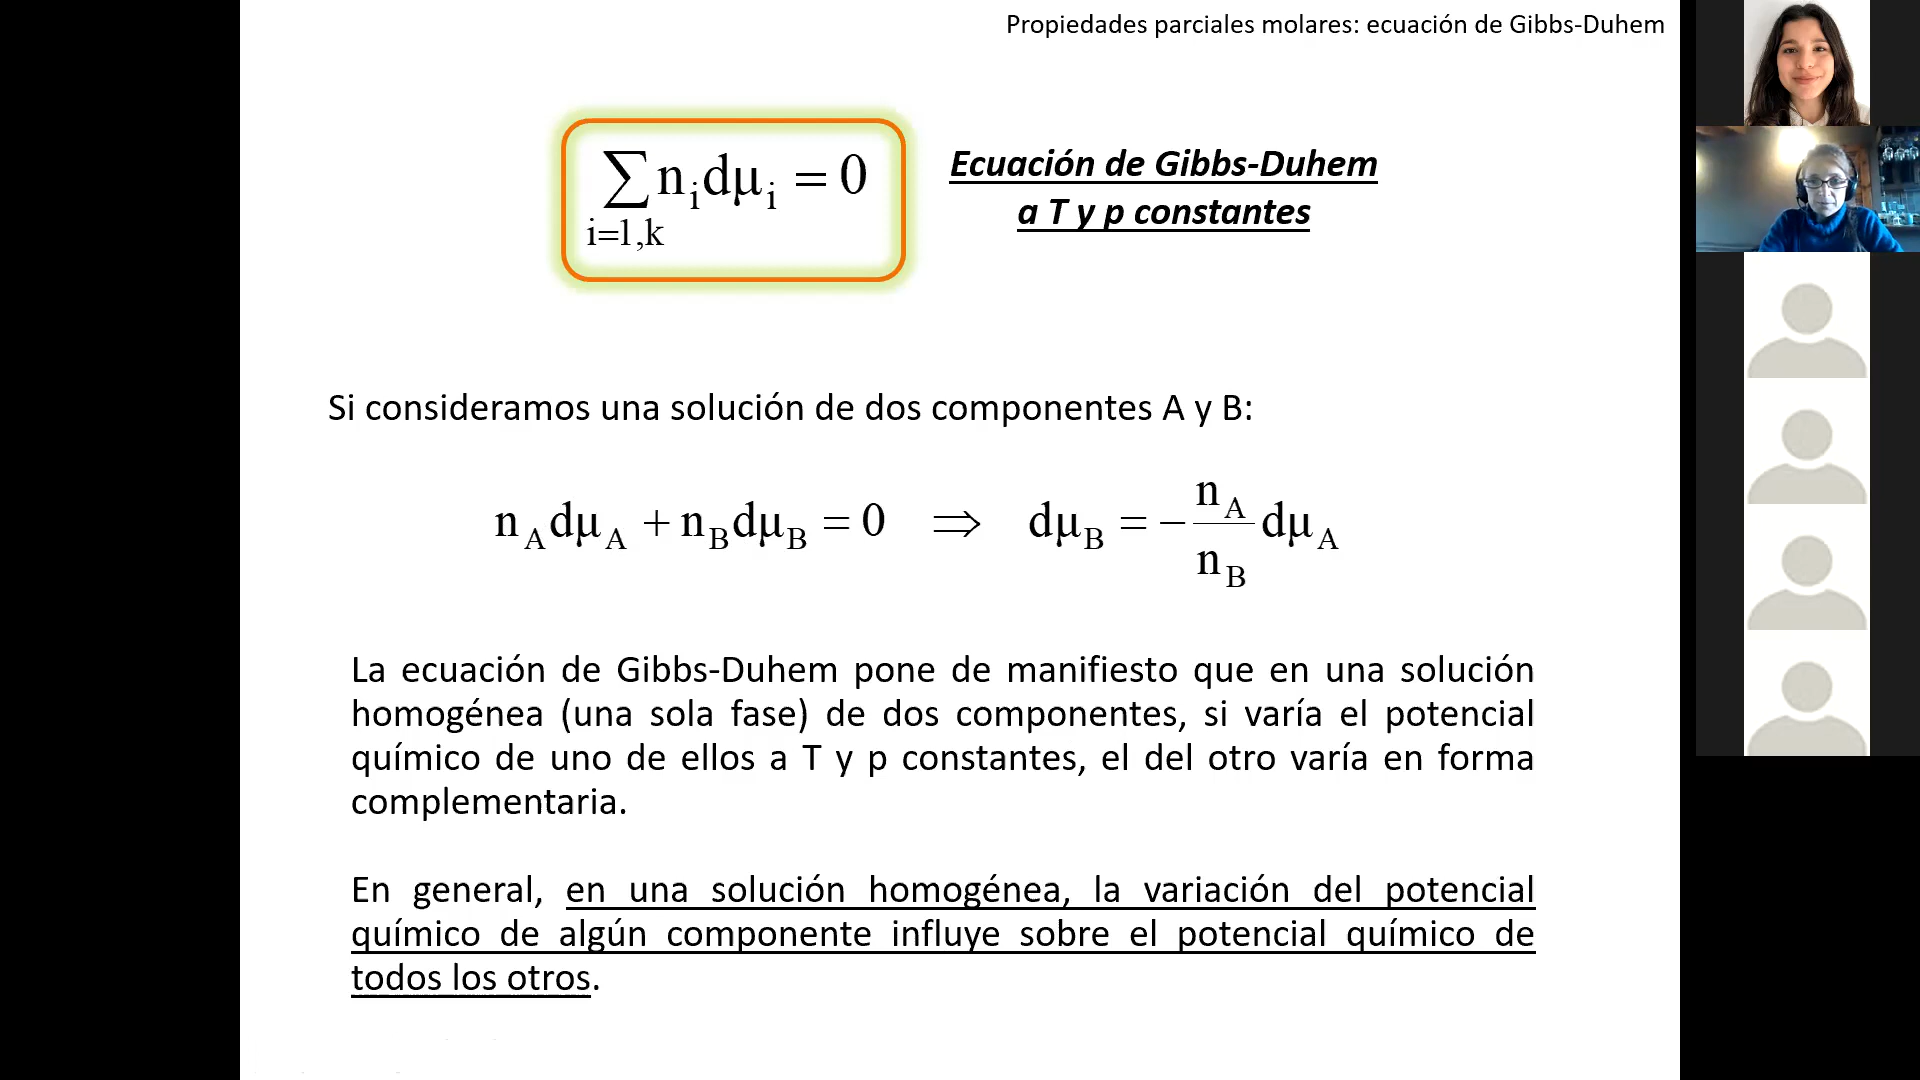 Propiedades parciales molares: ecuación de Gibbs-Duhem
∑ nᵢdμᵢ = 0
i=1,k
Ecuación de Gibbs-Duhem
a T y p constantes
Si consideramos una solución de dos componentes A y B:
n_A dμ_A + n_B dμ_B = 0 ⇒ dμ_B = − n_A/n_B dμ_A
La ecuación de Gibbs-Duhem pone de manifiesto que en una solución
homogénea (una sola fase) de dos componentes, si varía el potencial
químico de uno de ellos a T y p constantes, el del otro varía en forma
complementaria.
En general, en una solución homogénea, la variación del potencial
químico de algún componente influye sobre el potencial químico de
todos los otros.